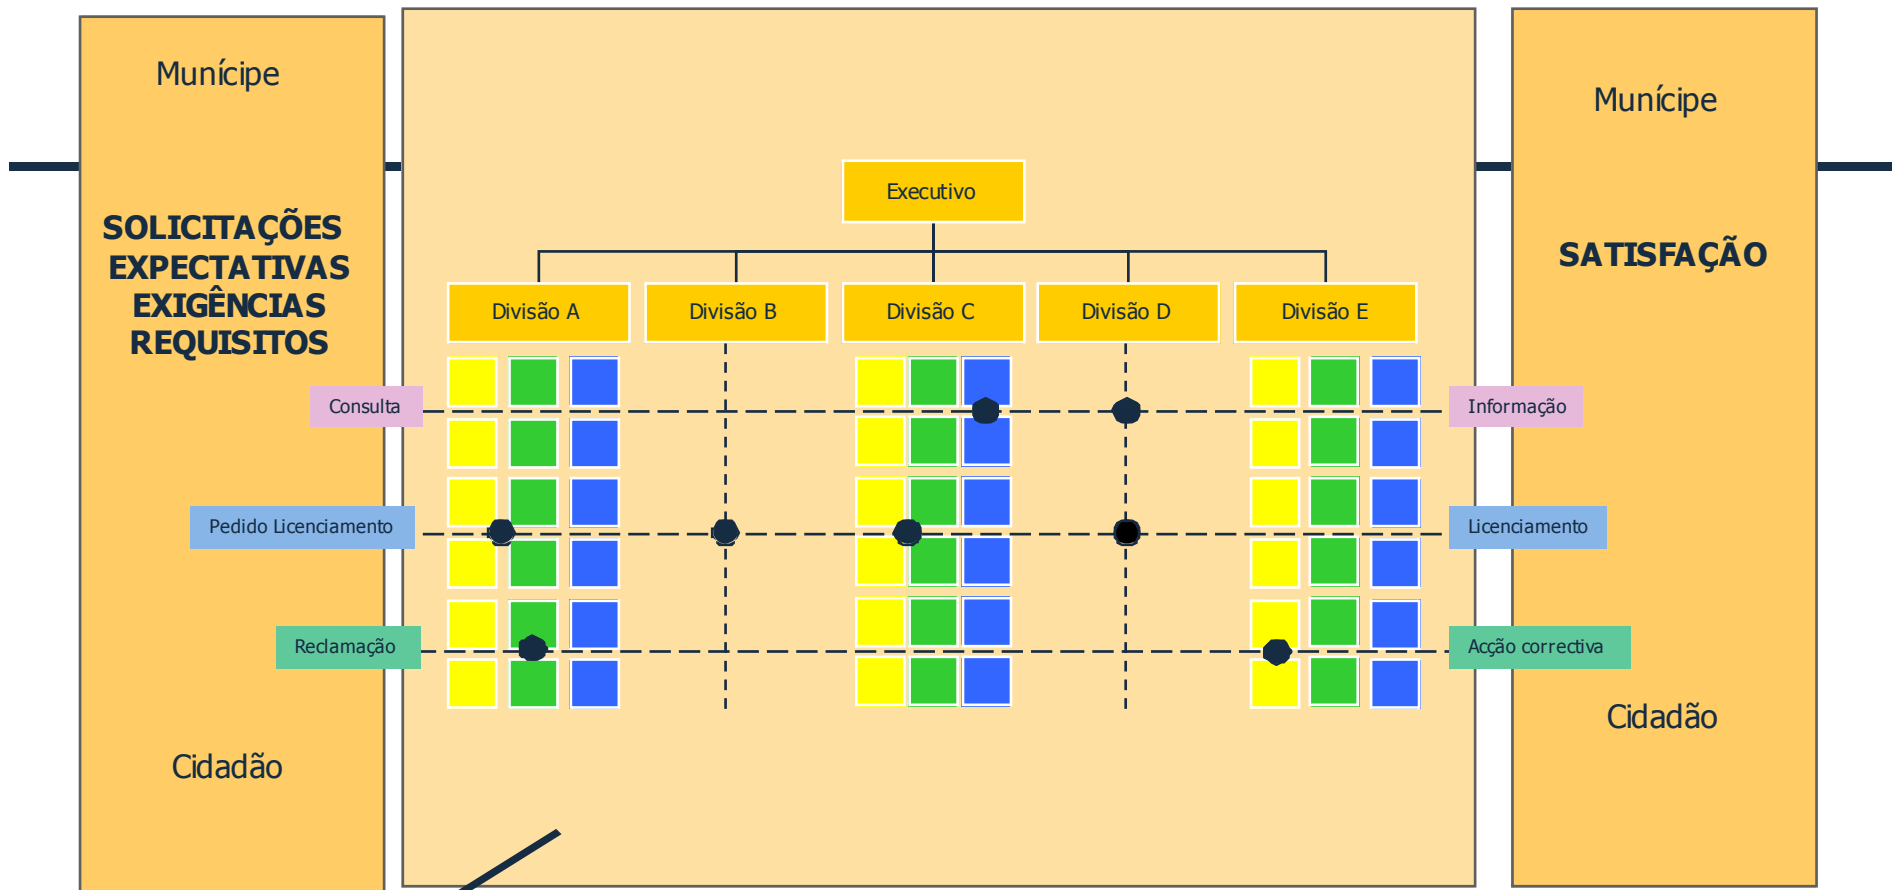 Munícipe
SOLICITAÇÕES
EXPECTATIVAS
EXIGÊNCIAS
REQUISITOS
Cidadão
Executivo
Divisão A
Divisão B
Divisão C
Divisão D
Divisão E
Consulta
Informação
Pedido Licenciamento
Licenciamento
Reclamação
Acção correctiva
Munícipe
SATISFAÇÃO
Cidadão